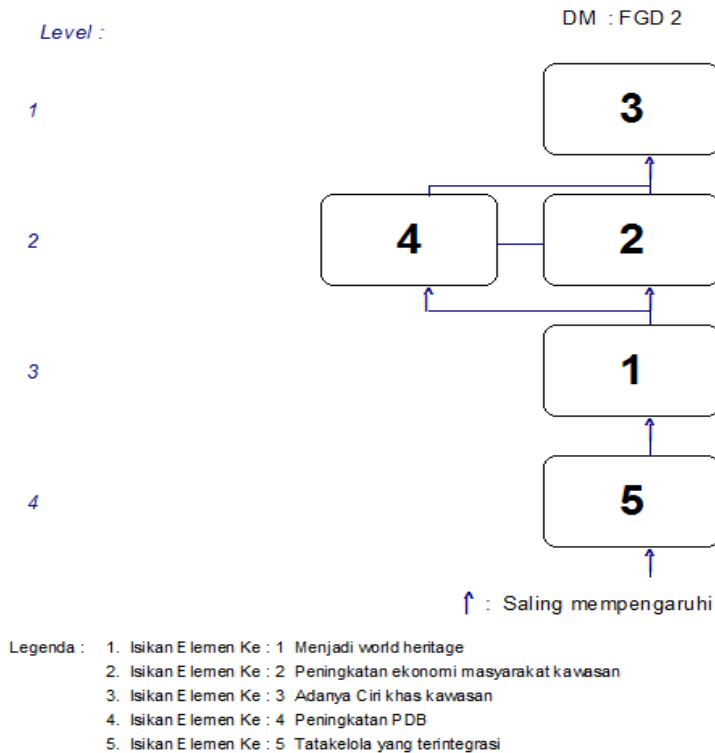 DM : FGD 2
Level :
1
3
2
4
2
3
1
4
5
↑ : Saling mempengaruhi
Legenda : 1. Isikan Elemen Ke : 1 Menjadi world heritage
2. Isikan Elemen Ke : 2 Peningkatan ekonomi masyarakat kawasan
3. Isikan Elemen Ke : 3 Adanya Ciri khas kawasan
4. Isikan Elemen Ke : 4 Peningkatan PDB
5. Isikan Elemen Ke : 5 Tatakelola yang terintegrasi